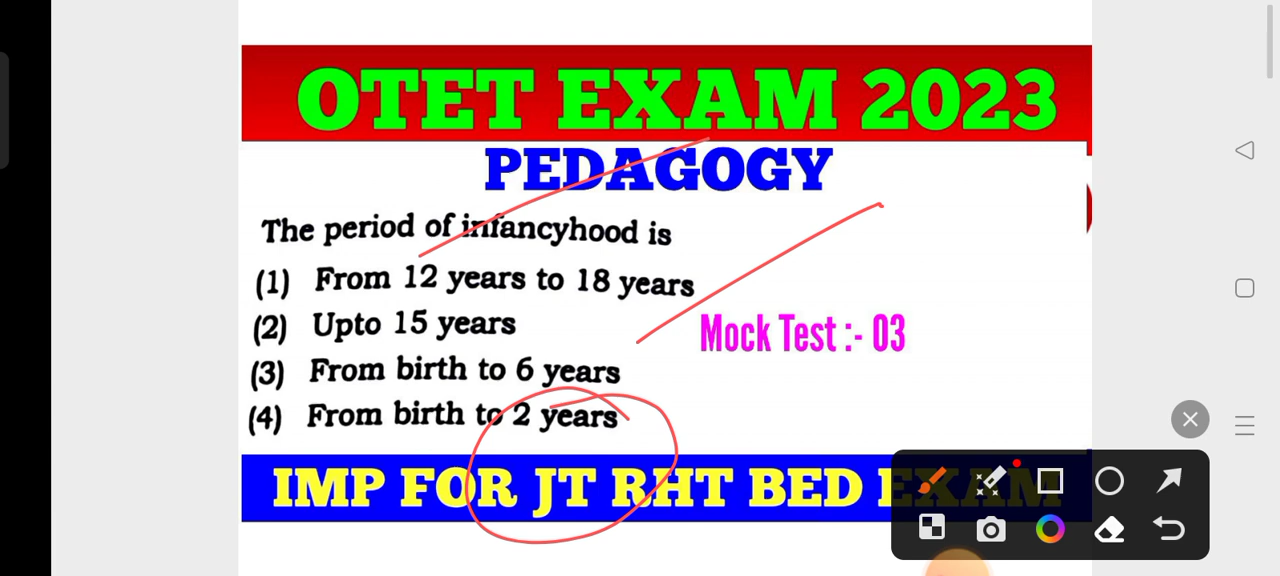 OTET EXAM 2023
PEDAGOGY
The period of infancyhood is
(1) From 12 years to 18 years
(2) Upto 15 years
Mock Test :- 03
(3) From birth to 6 years
(4) From birth to 2 years
IMP FOR JT RHT BED EXAM